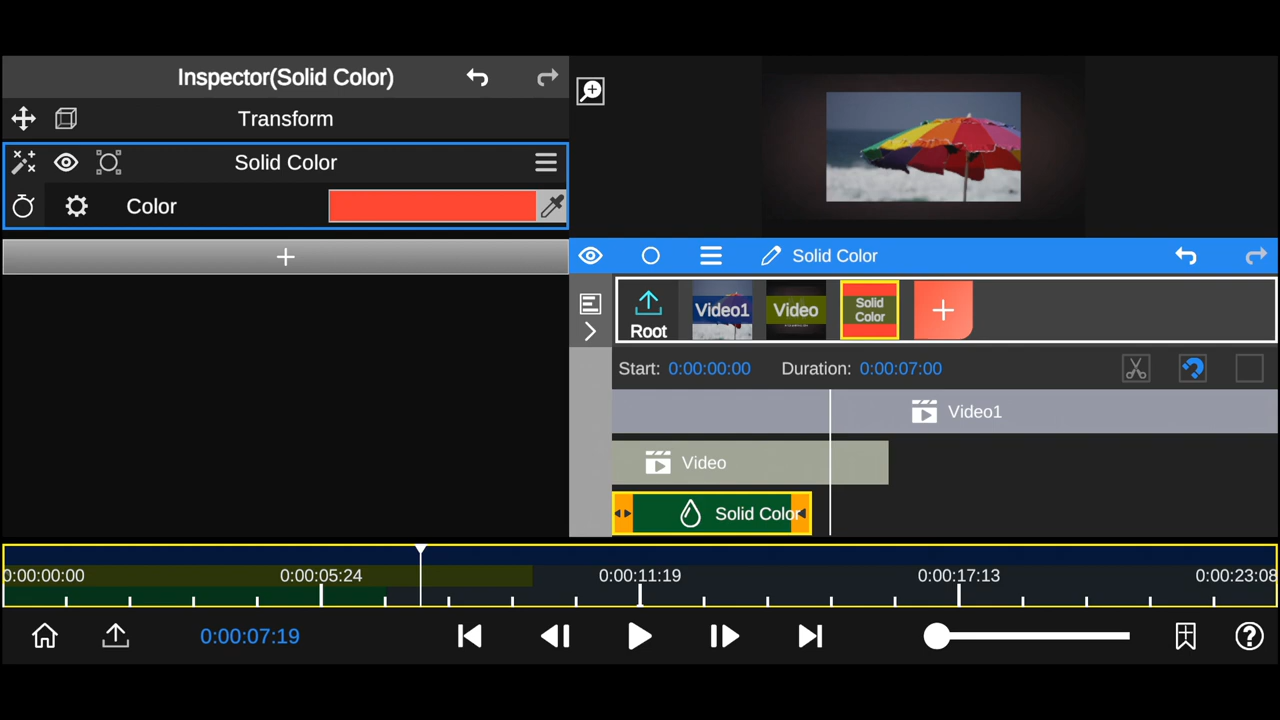 Inspector(Solid Color)
Transform
Solid Color
Color
Solid Color
Root
Video1
Video
Solid
Color
Start: 0:00:00:00 Duration: 0:00:07:00
Video1
Video
Solid Color
0:00:00:00 0:00:05:24 0:00:11:19 0:00:17:13 0:00:23:08
0:00:07:19